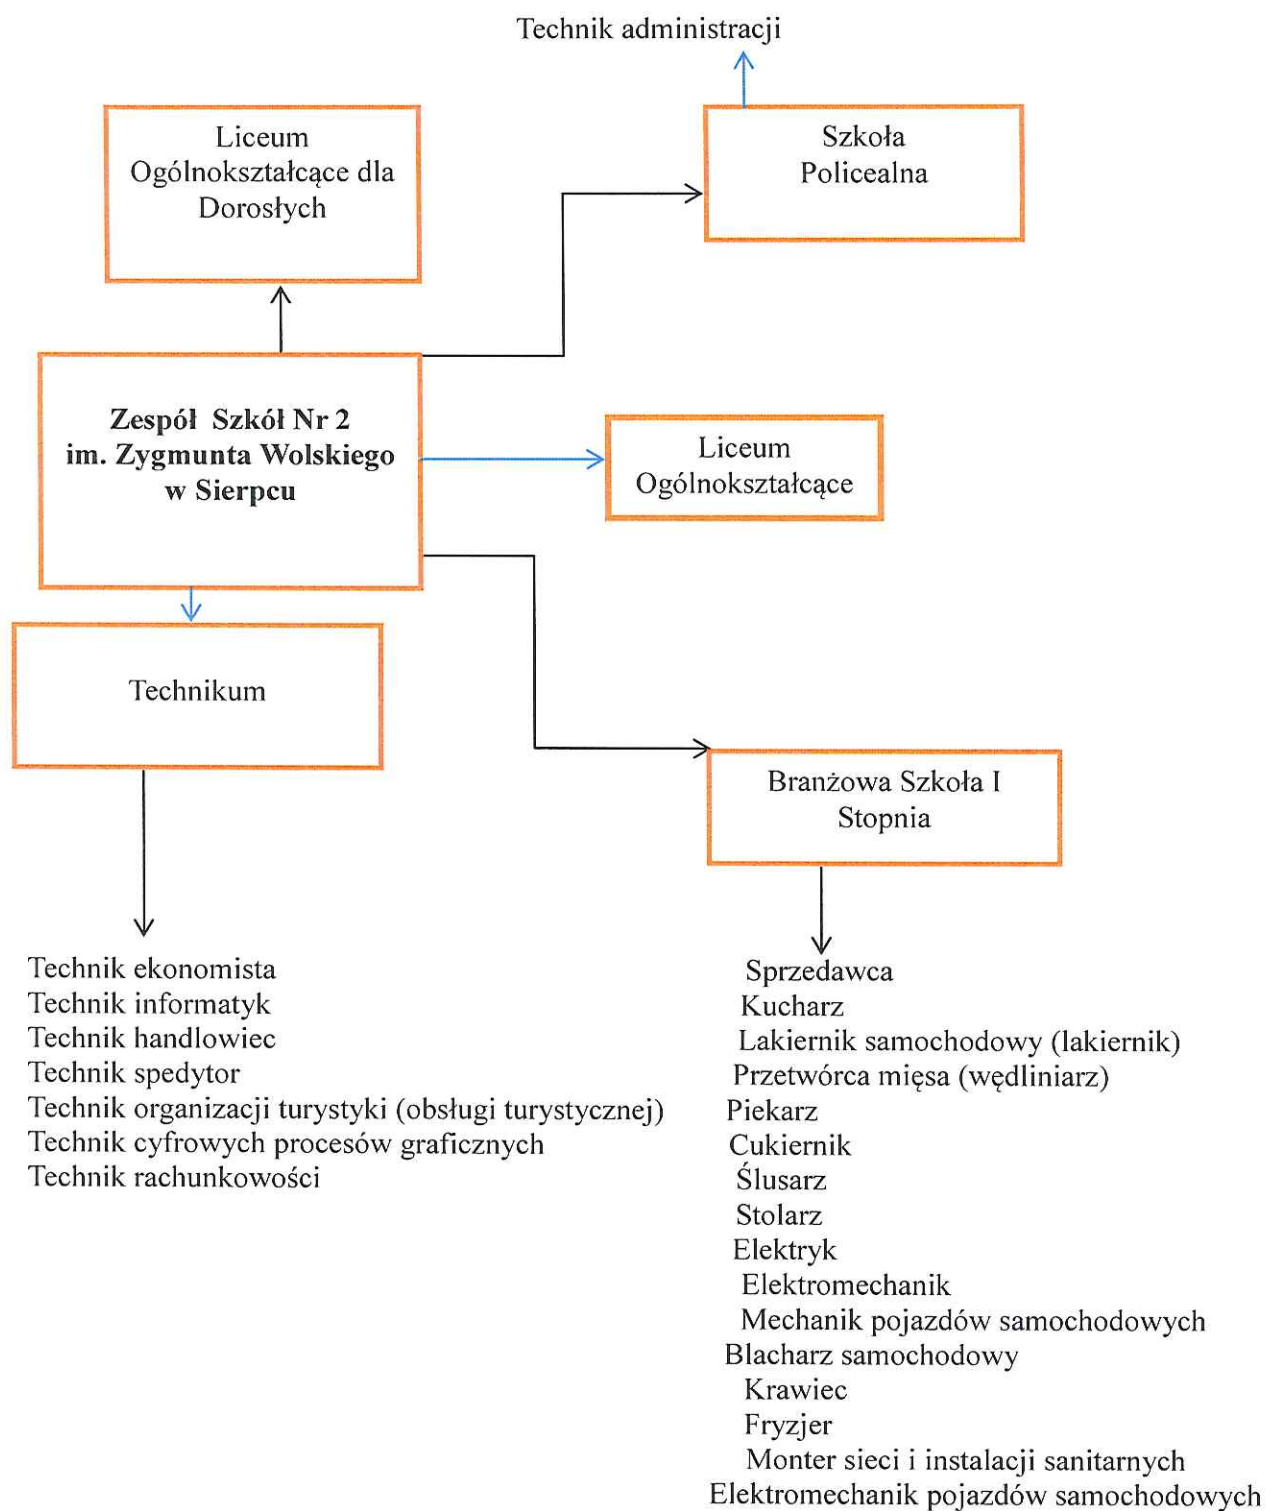 Technik administracji
Liceum
Ogólnokształcące dla
Dorosłych
Szkoła
Policealna
Zespół Szkół Nr 2
im. Zygmunta Wolskiego
w Sierpcu
Liceum
Ogólnokształcące
Technikum
Branżowa Szkoła I
Stopnia
Technik ekonomista
Technik informatyk
Technik handlowiec
Technik spedytor
Technik organizacji turystyki (obsługi turystycznej)
Technik cyfrowych procesów graficznych
Technik rachunkowości
Sprzedawca
Kucharz
Lakiernik samochodowy (lakiernik)
Przetwórca mięsa (wędliniarz)
Piekarz
Cukiernik
Ślusarz
Stolarz
Elektryk
Elektromechanik
Mechanik pojazdów samochodowych
Blacharz samochodowy
Krawiec
Fryzjer
Monter sieci i instalacji sanitarnych
Elektromechanik pojazdów samochodowych